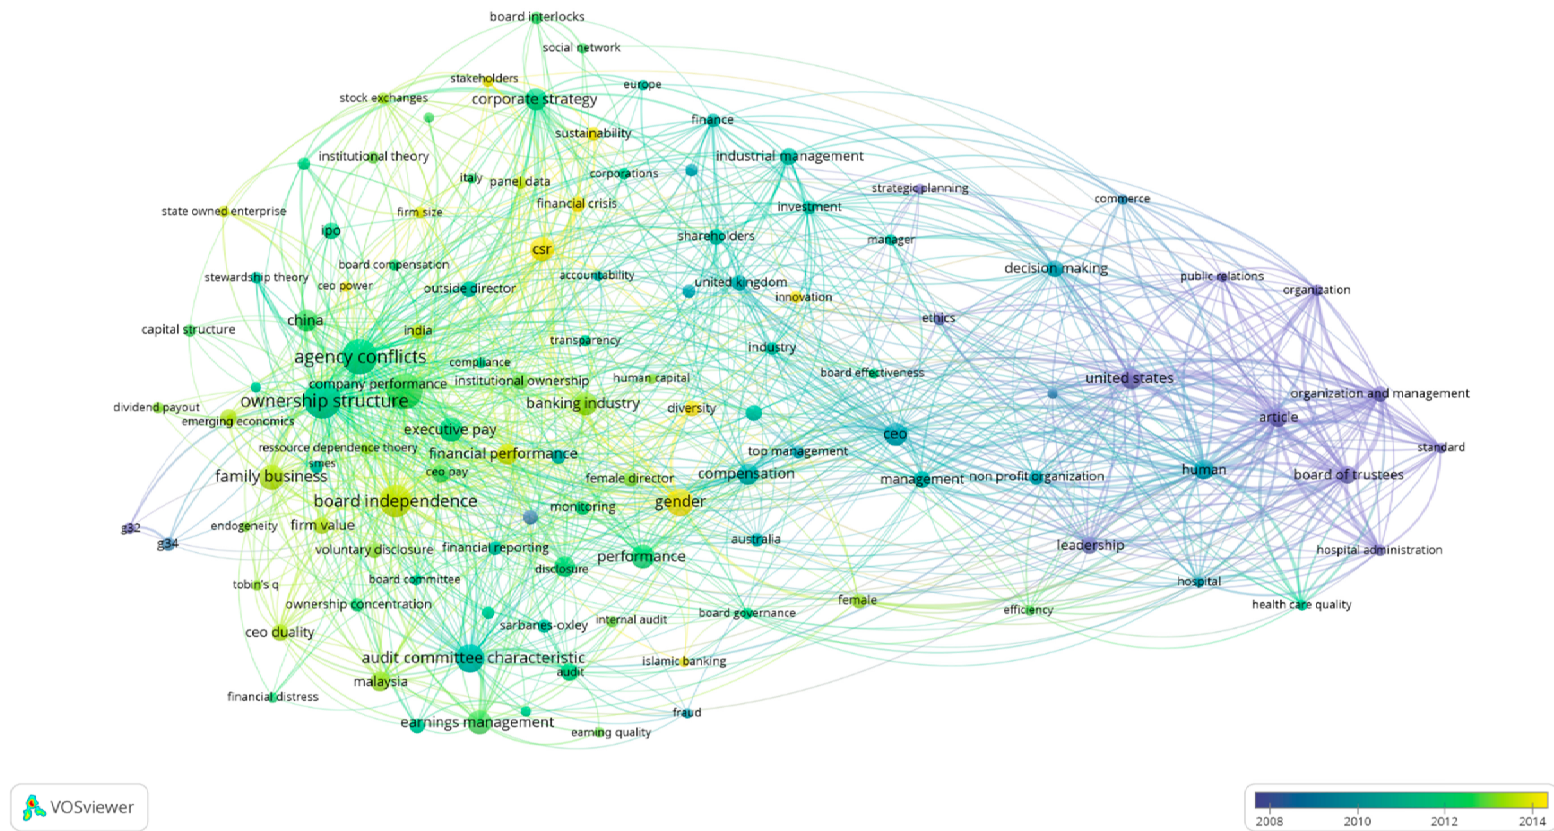 board interlocks
social network
stakeholders
europe
stock exchanges
corporate strategy
finance
sustainability
institutional theory
industrial management
italy
panel data
corporations
strategic planning
commerce
state owned enterprise
firm size
financial crisis
investment
ipo
shareholders
manager
csr
board compensation
decision making
stewardship theory
ceo power
outside director
accountability
united kingdom
public relations
innovation
organization
china
ethics
capital structure
india
transparency
industry
agency conflicts
compliance
board effectiveness
company performance
institutional ownership
human capital
united states
ownership structure
organization and management
dividend payout
banking industry
diversity
article
emerging economics
executive pay
ceo
ressource dependence thoery
financial performance
top management
standard
smes
family business
ceo pay
female director
compensation
management
non profit organization
human
board of trustees
board independence
gender
monitoring
g32
endogeneity
firm value
g34
voluntary disclosure
financial reporting
australia
leadership
hospital administration
performance
disclosure
tobin's q
board committee
hospital
ownership concentration
female
efficiency
health care quality
board governance
ceo duality
sarbanes-oxley
internal audit
audit committee characteristic
islamic banking
malaysia
audit
financial distress
fraud
earnings management
earning quality
VOSviewer
2008
2010
2012
2014